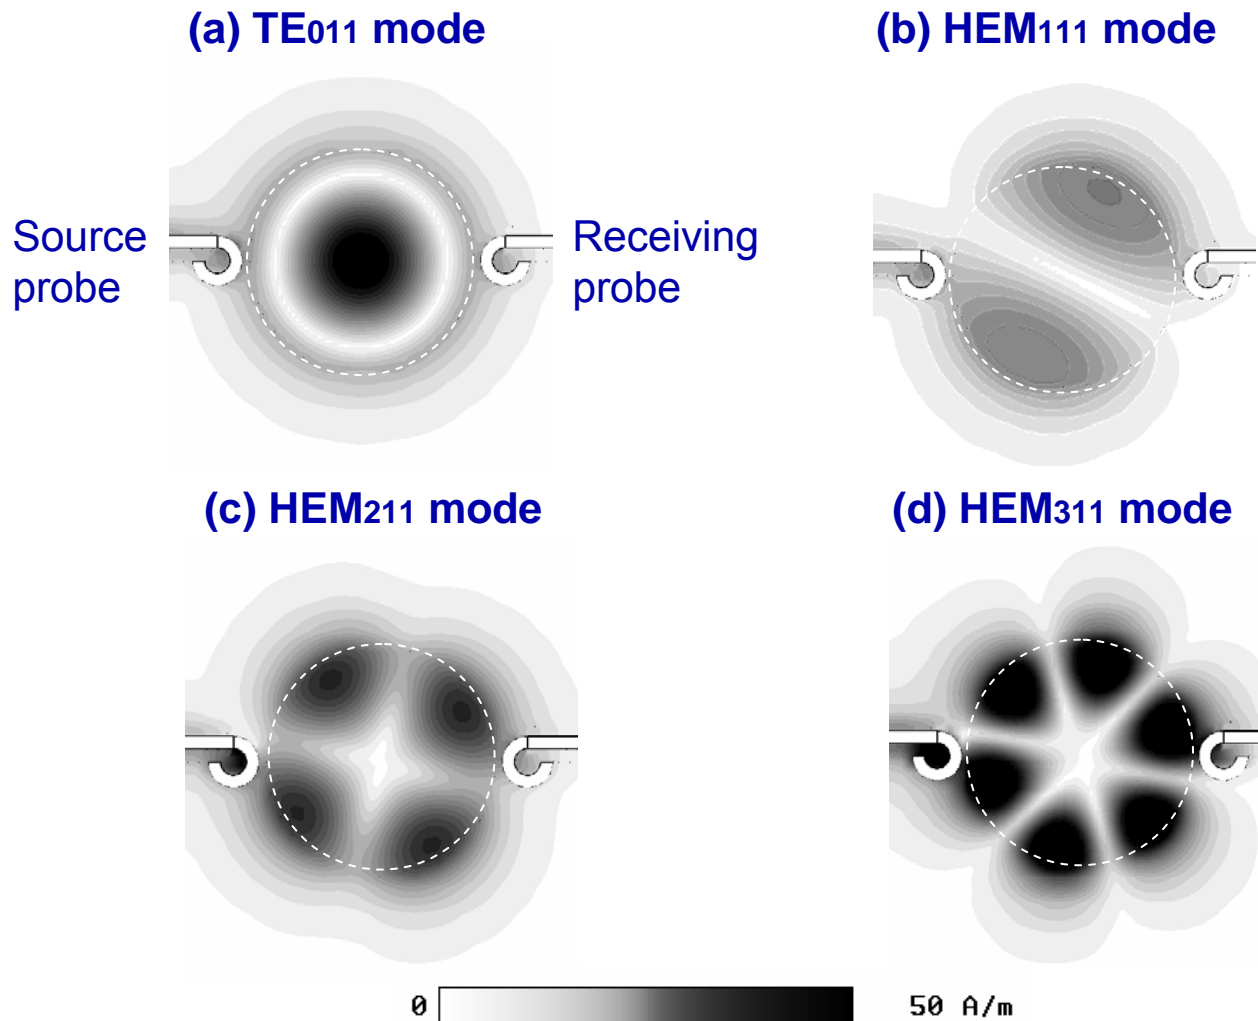 (a) TE011 mode
(b) HEM111 mode
Source
probe
Receiving
probe
(c) HEM211 mode
(d) HEM311 mode
0
50 A/m